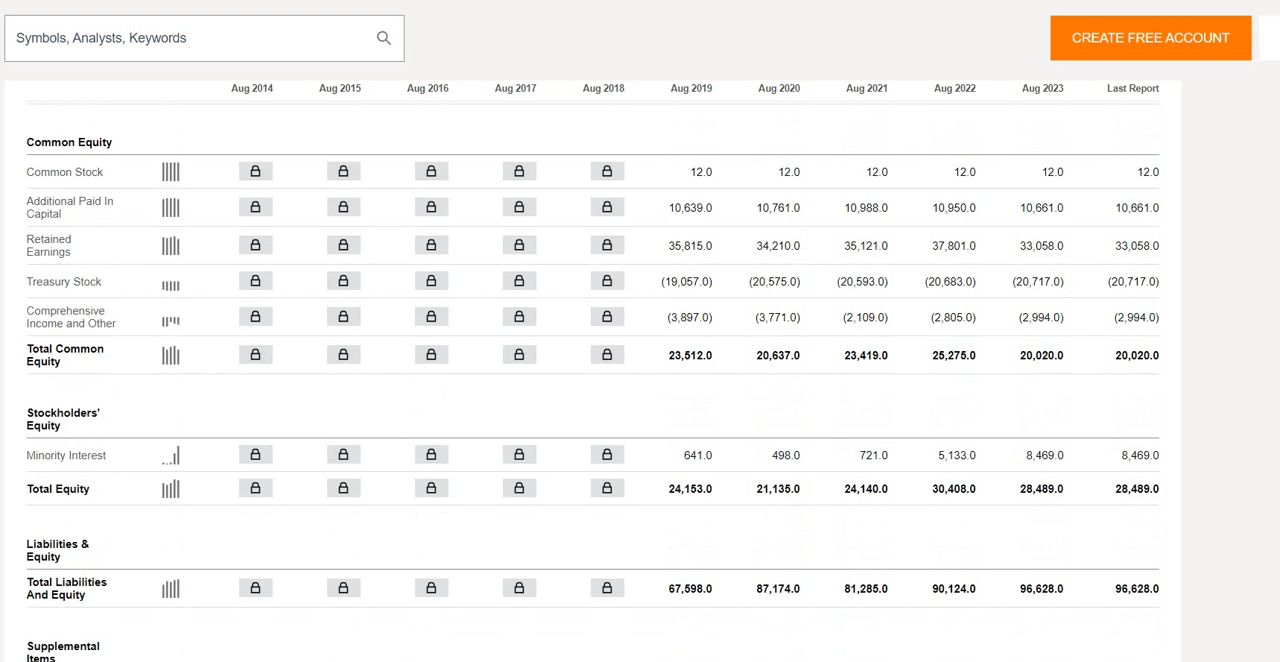 Symbols, Analysts, Keywords
CREATE FREE ACCOUNT
Aug 2014 Aug 2015 Aug 2016 Aug 2017 Aug 2018 Aug 2019 Aug 2020 Aug 2021 Aug 2022 Aug 2023 Last Report
Common Equity
Common Stock 12.0 12.0 12.0 12.0 12.0 12.0
Additional Paid In
Capital 10,639.0 10,761.0 10,988.0 10,950.0 10,661.0 10,661.0
Retained
Earnings 35,815.0 34,210.0 35,121.0 37,801.0 33,058.0 33,058.0
Treasury Stock (19,057.0) (20,575.0) (20,593.0) (20,683.0) (20,717.0) (20,717.0)
Comprehensive
Income and Other (3,897.0) (3,771.0) (2,109.0) (2,805.0) (2,994.0) (2,994.0)
Total Common
Equity 23,512.0 20,637.0 23,419.0 25,275.0 20,020.0 20,020.0
Stockholders'
Equity
Minority Interest 641.0 498.0 721.0 5,133.0 8,469.0 8,469.0
Total Equity 24,153.0 21,135.0 24,140.0 30,408.0 28,489.0 28,489.0
Liabilities &
Equity
Total Liabilities
And Equity 67,598.0 87,174.0 81,285.0 90,124.0 96,628.0 96,628.0
Supplemental
Items